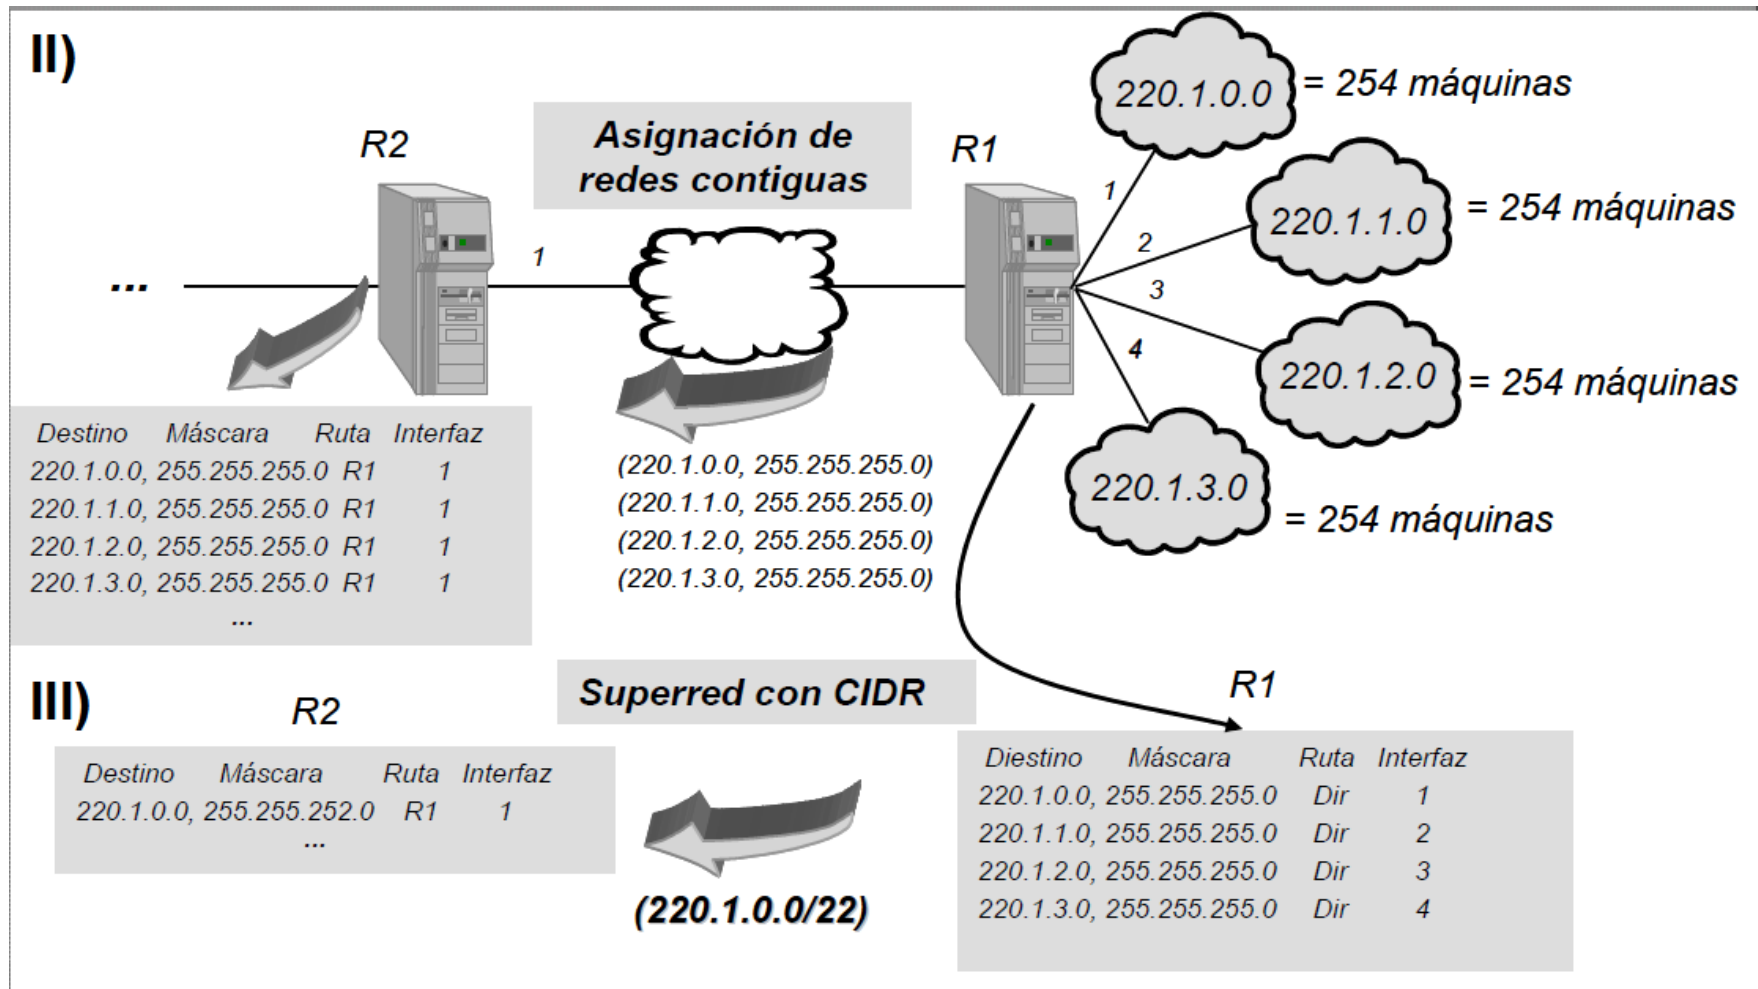 II)
R2
Asignación de
redes contiguas
R1
220.1.0.0
= 254 máquinas
220.1.1.0
= 254 máquinas
220.1.2.0
= 254 máquinas
220.1.3.0
= 254 máquinas
1
2
3
4
...
1
Destino Máscara Ruta Interfaz
220.1.0.0, 255.255.255.0 R1 1
220.1.1.0, 255.255.255.0 R1 1
220.1.2.0, 255.255.255.0 R1 1
220.1.3.0, 255.255.255.0 R1 1
...
(220.1.0.0, 255.255.255.0)
(220.1.1.0, 255.255.255.0)
(220.1.2.0, 255.255.255.0)
(220.1.3.0, 255.255.255.0)
III)
R2
Superred con CIDR
R1
Destino Máscara Ruta Interfaz
220.1.0.0, 255.255.252.0 R1 1
...
(220.1.0.0/22)
Diestino Máscara Ruta Interfaz
220.1.0.0, 255.255.255.0 Dir 1
220.1.1.0, 255.255.255.0 Dir 2
220.1.2.0, 255.255.255.0 Dir 3
220.1.3.0, 255.255.255.0 Dir 4